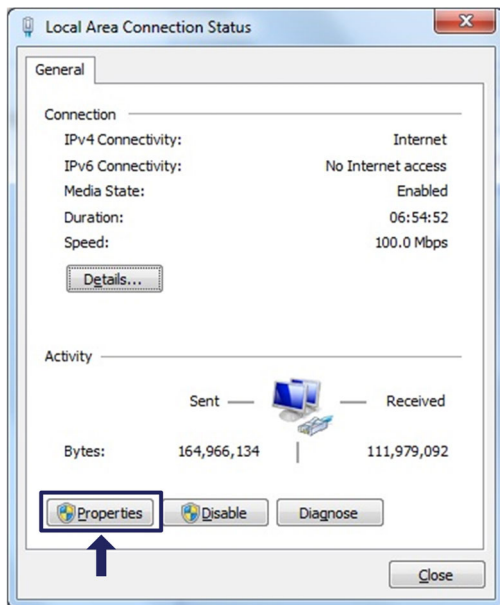 Local Area Connection Status
General
Connection
IPv4 Connectivity: Internet
IPv6 Connectivity: No Internet access
Media State: Enabled
Duration: 06:54:52
Speed: 100.0 Mbps
Details...
Activity
Sent Received
Bytes: 164,966,134 111,979,092
Properties Disable Diagnose
Close